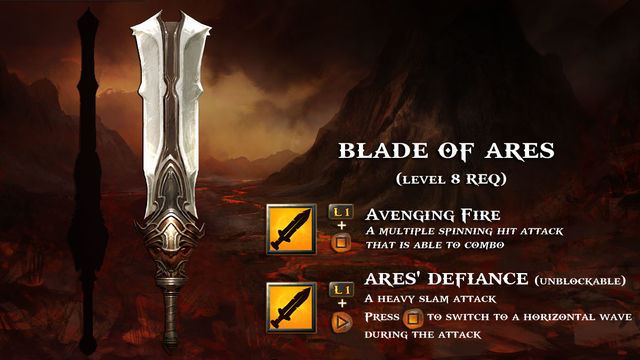 BLADE OF ARES
(LEVEL 8 REQ)
L1
+
AVENGING FIRE
A MULTIPLE SPINNING HIT ATTACK
THAT IS ABLE TO COMBO
L1
+
ARES' DEFIANCE (UNBLOCKABLE)
A HEAVY SLAM ATTACK
PRESS TO SWITCH TO A HORIZONTAL WAVE
DURING THE ATTACK